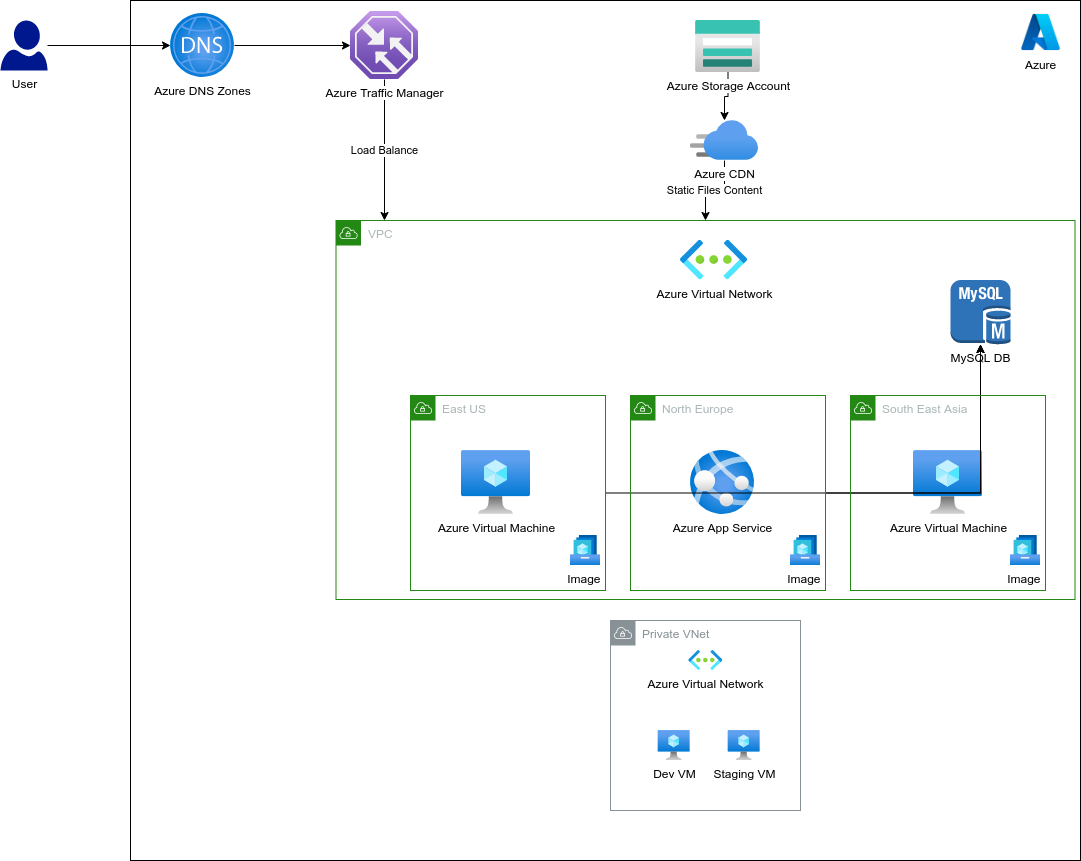 DNS
User
Azure DNS Zones
Azure Traffic Manager
Load Balance
Azure Storage Account
Azure CDN
Static Files Content
Azure
VPC
Azure Virtual Network
MySQL
M
MySQL DB
East US
Azure Virtual Machine
Image
North Europe
Azure App Service
Image
South East Asia
Azure Virtual Machine
Image
Private VNet
Azure Virtual Network
Dev VM
Staging VM